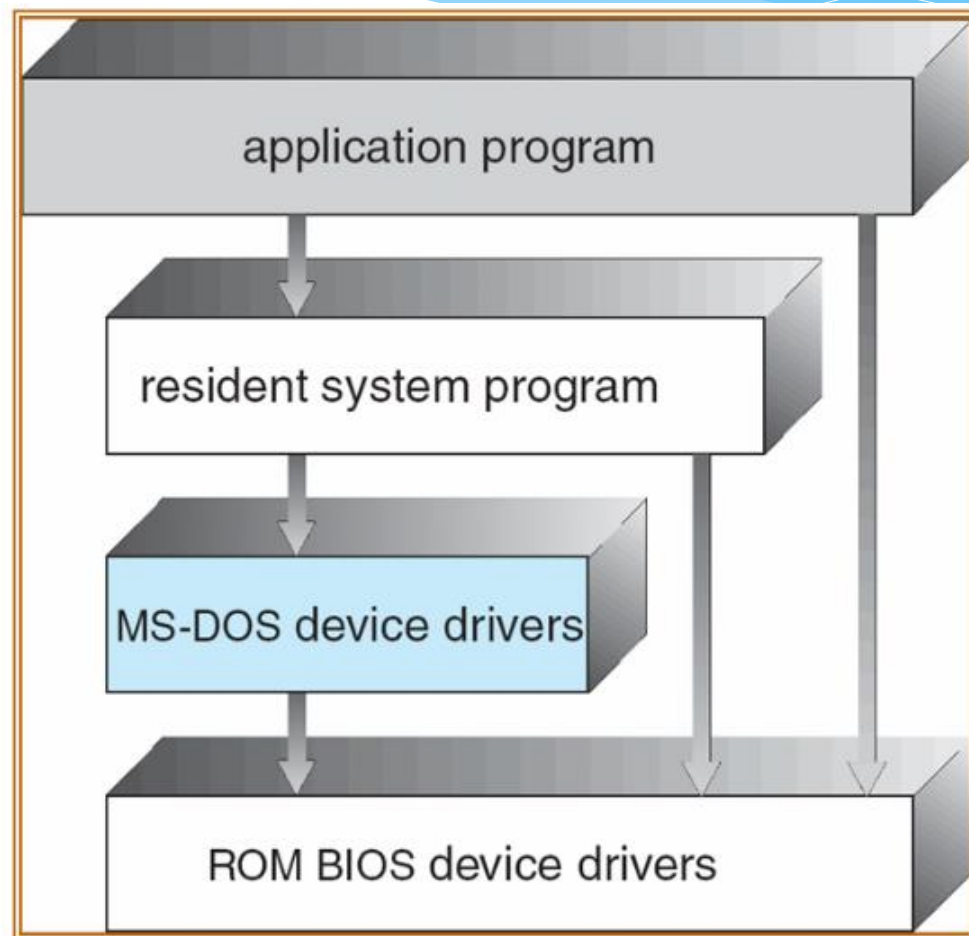 application program
resident system program
MS-DOS device drivers
ROM BIOS device drivers